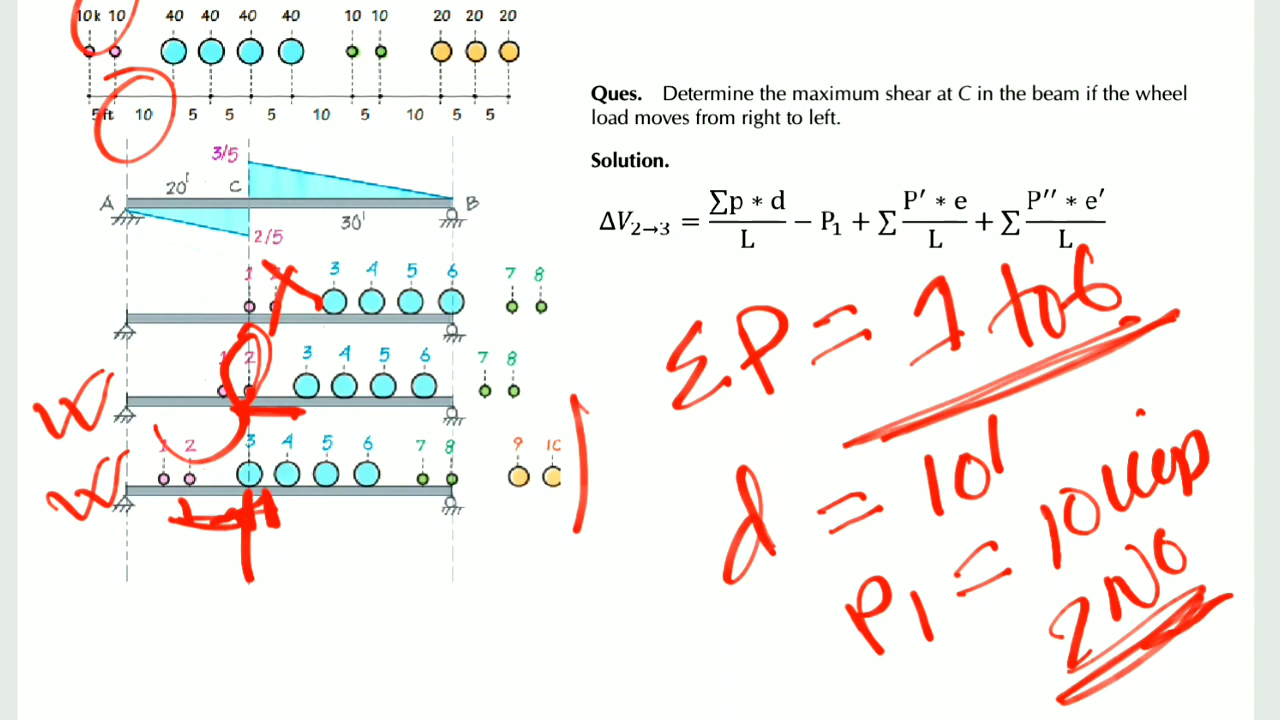 10k 10 40 40 40 40 10 10 20 20 20
5 ft 10 5 5 5 10 5 10 5 5
Ques. Determine the maximum shear at C in the beam if the wheel
load moves from right to left.
Solution.
ΔV₂→₃ = Σp * d / L − P₁ + Σ P′ * e / L + Σ P″ * e′ / L
3/5
20' C
A B
30'
2/5
1 3 4 5 6 7 8
1 2 3 4 5 6 7 8
1 2 3 4 5 6 7 8 9 10
ΣP = 1 to 6
d = 10'
P1 = 10 kip
2 NO